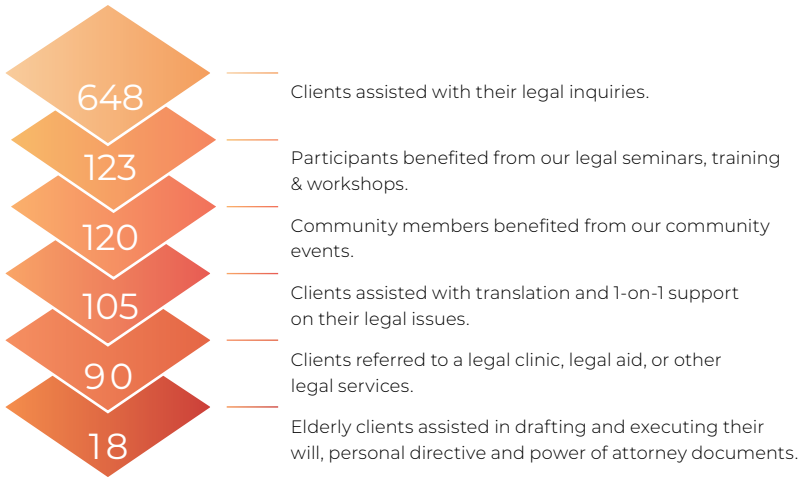 648
Clients assisted with their legal inquiries.
123
Participants benefited from our legal seminars, training
& workshops.
120
Community members benefited from our community
events.
105
Clients assisted with translation and 1-on-1 support
on their legal issues.
90
Clients referred to a legal clinic, legal aid, or other
legal services.
18
Elderly clients assisted in drafting and executing their
will, personal directive and power of attorney documents.